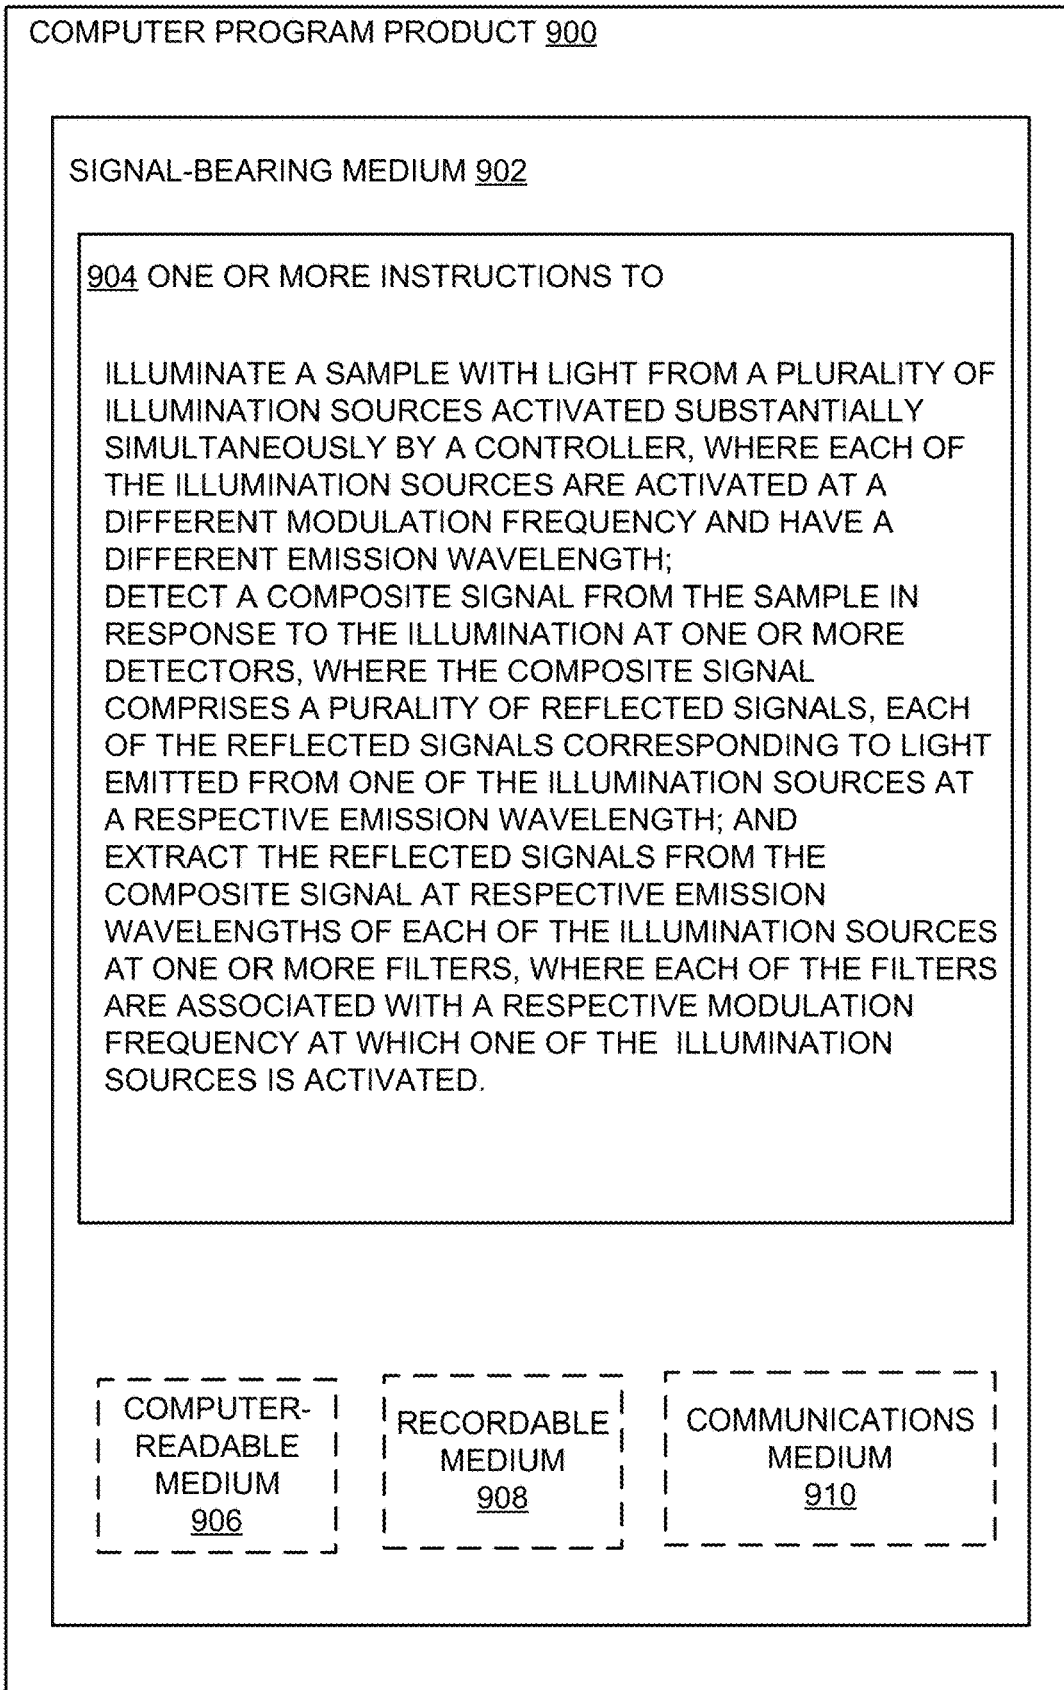 COMPUTER PROGRAM PRODUCT 900
SIGNAL-BEARING MEDIUM 902
904 ONE OR MORE INSTRUCTIONS TO
ILLUMINATE A SAMPLE WITH LIGHT FROM A PLURALITY OF
ILLUMINATION SOURCES ACTIVATED SUBSTANTIALLY
SIMULTANEOUSLY BY A CONTROLLER, WHERE EACH OF
THE ILLUMINATION SOURCES ARE ACTIVATED AT A
DIFFERENT MODULATION FREQUENCY AND HAVE A
DIFFERENT EMISSION WAVELENGTH;
DETECT A COMPOSITE SIGNAL FROM THE SAMPLE IN
RESPONSE TO THE ILLUMINATION AT ONE OR MORE
DETECTORS, WHERE THE COMPOSITE SIGNAL
COMPRISES A PURALITY OF REFLECTED SIGNALS, EACH
OF THE REFLECTED SIGNALS CORRESPONDING TO LIGHT
EMITTED FROM ONE OF THE ILLUMINATION SOURCES AT
A RESPECTIVE EMISSION WAVELENGTH; AND
EXTRACT THE REFLECTED SIGNALS FROM THE
COMPOSITE SIGNAL AT RESPECTIVE EMISSION
WAVELENGTHS OF EACH OF THE ILLUMINATION SOURCES
AT ONE OR MORE FILTERS, WHERE EACH OF THE FILTERS
ARE ASSOCIATED WITH A RESPECTIVE MODULATION
FREQUENCY AT WHICH ONE OF THE ILLUMINATION
SOURCES IS ACTIVATED.
COMPUTER-
READABLE
MEDIUM
906
RECORDABLE
MEDIUM
908
COMMUNICATIONS
MEDIUM
910